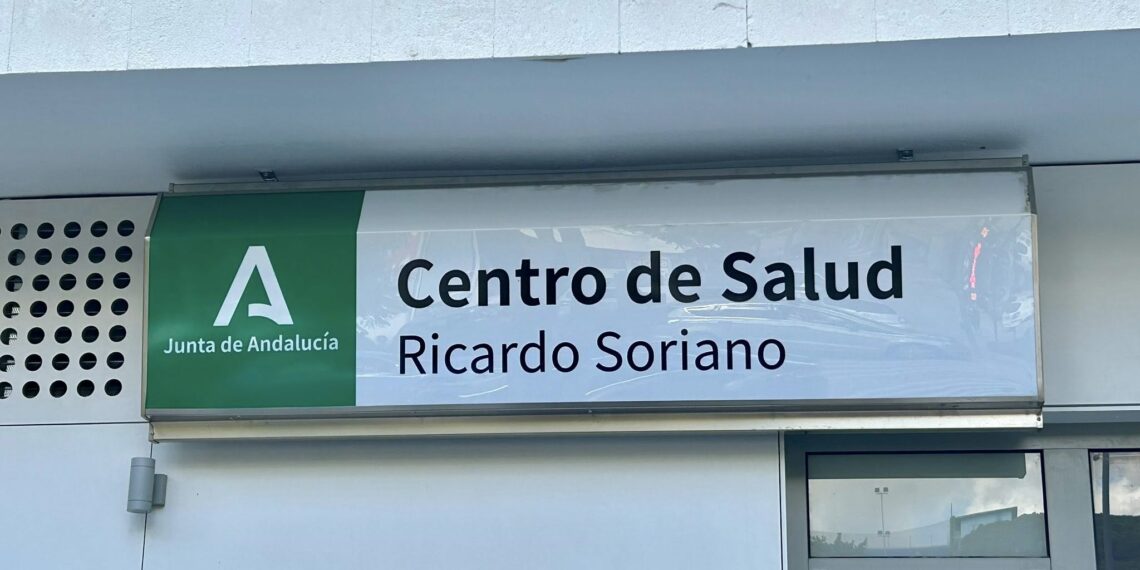 Junta de Andalucía
Centro de Salud
Ricardo Soriano